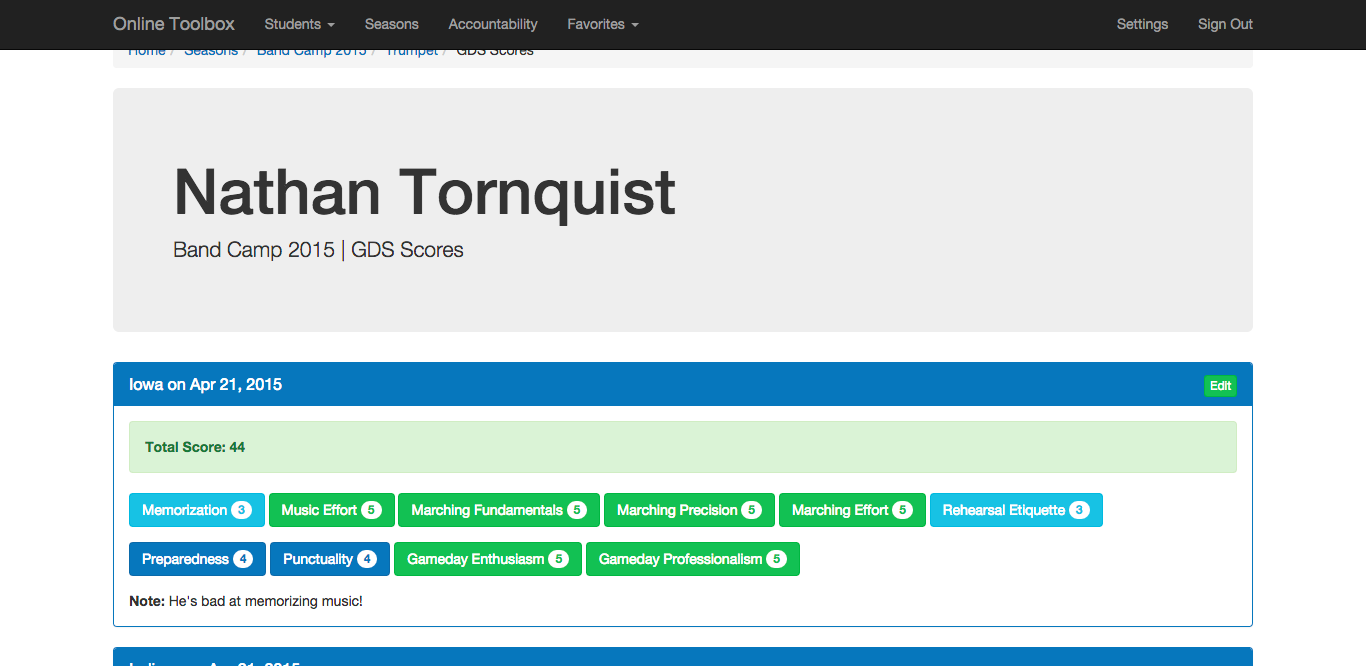 Online Toolbox Students Seasons Accountability Favorites Settings Sign Out
Home / Seasons / Band Camp 2015 / Trumpet / GDS Scores
Nathan Tornquist
Band Camp 2015 | GDS Scores
Iowa on Apr 21, 2015 Edit
Total Score: 44
Memorization 3 Music Effort 5 Marching Fundamentals 5 Marching Precision 5 Marching Effort 5 Rehearsal Etiquette 3
Preparedness 4 Punctuality 4 Gameday Enthusiasm 5 Gameday Professionalism 5
Note: He's bad at memorizing music!